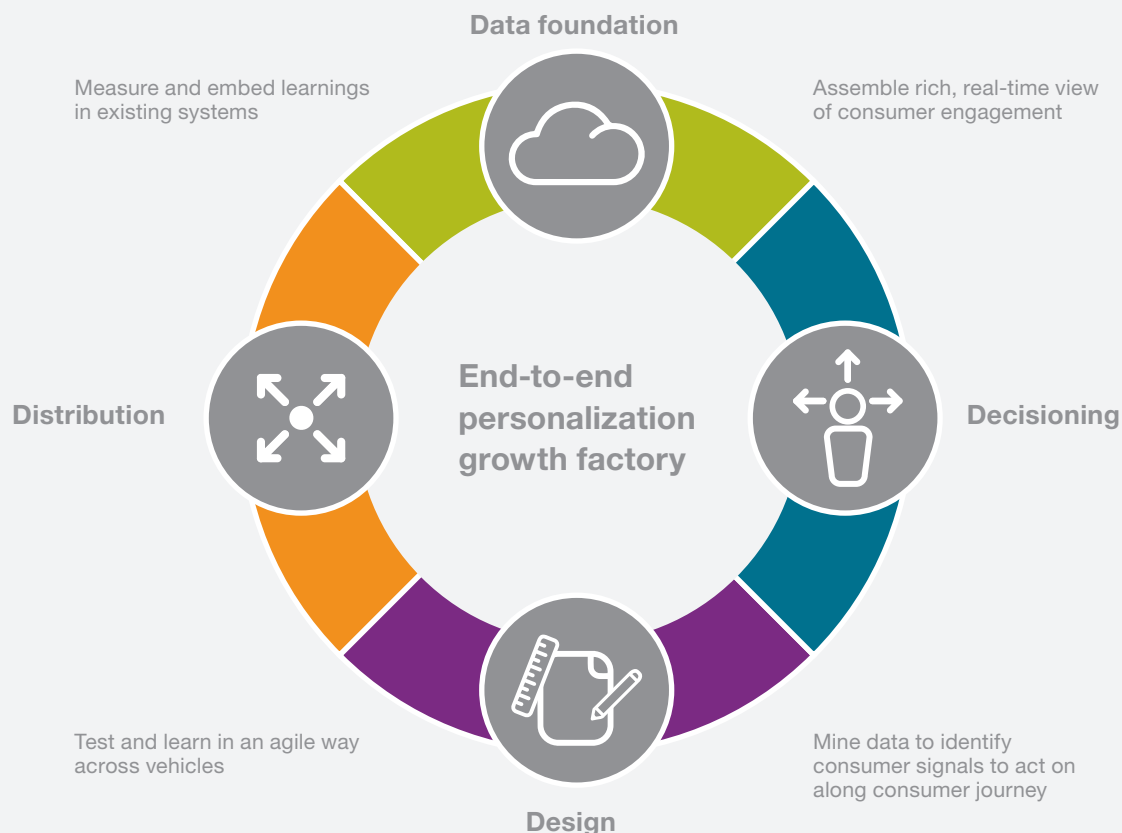 Data foundation
Measure and embed learnings
in existing systems
Assemble rich, real-time view
of consumer engagement
Distribution
End-to-end
personalization
growth factory
Decisioning
Test and learn in an agile way
across vehicles
Mine data to identify
consumer signals to act on
along consumer journey
Design